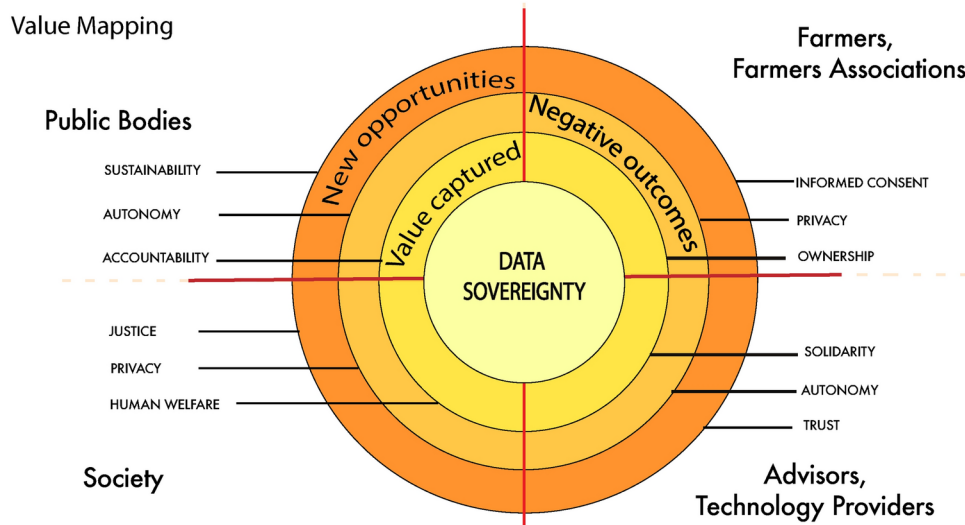 Value Mapping
Farmers,
Farmers Associations
Public Bodies
SUSTAINABILITY
AUTONOMY
ACCOUNTABILITY
New opportunities
Value captured
Negative outcomes
INFORMED CONSENT
PRIVACY
OWNERSHIP
DATA
SOVEREIGNTY
JUSTICE
PRIVACY
HUMAN WELFARE
SOLIDARITY
AUTONOMY
TRUST
Society
Advisors,
Technology Providers